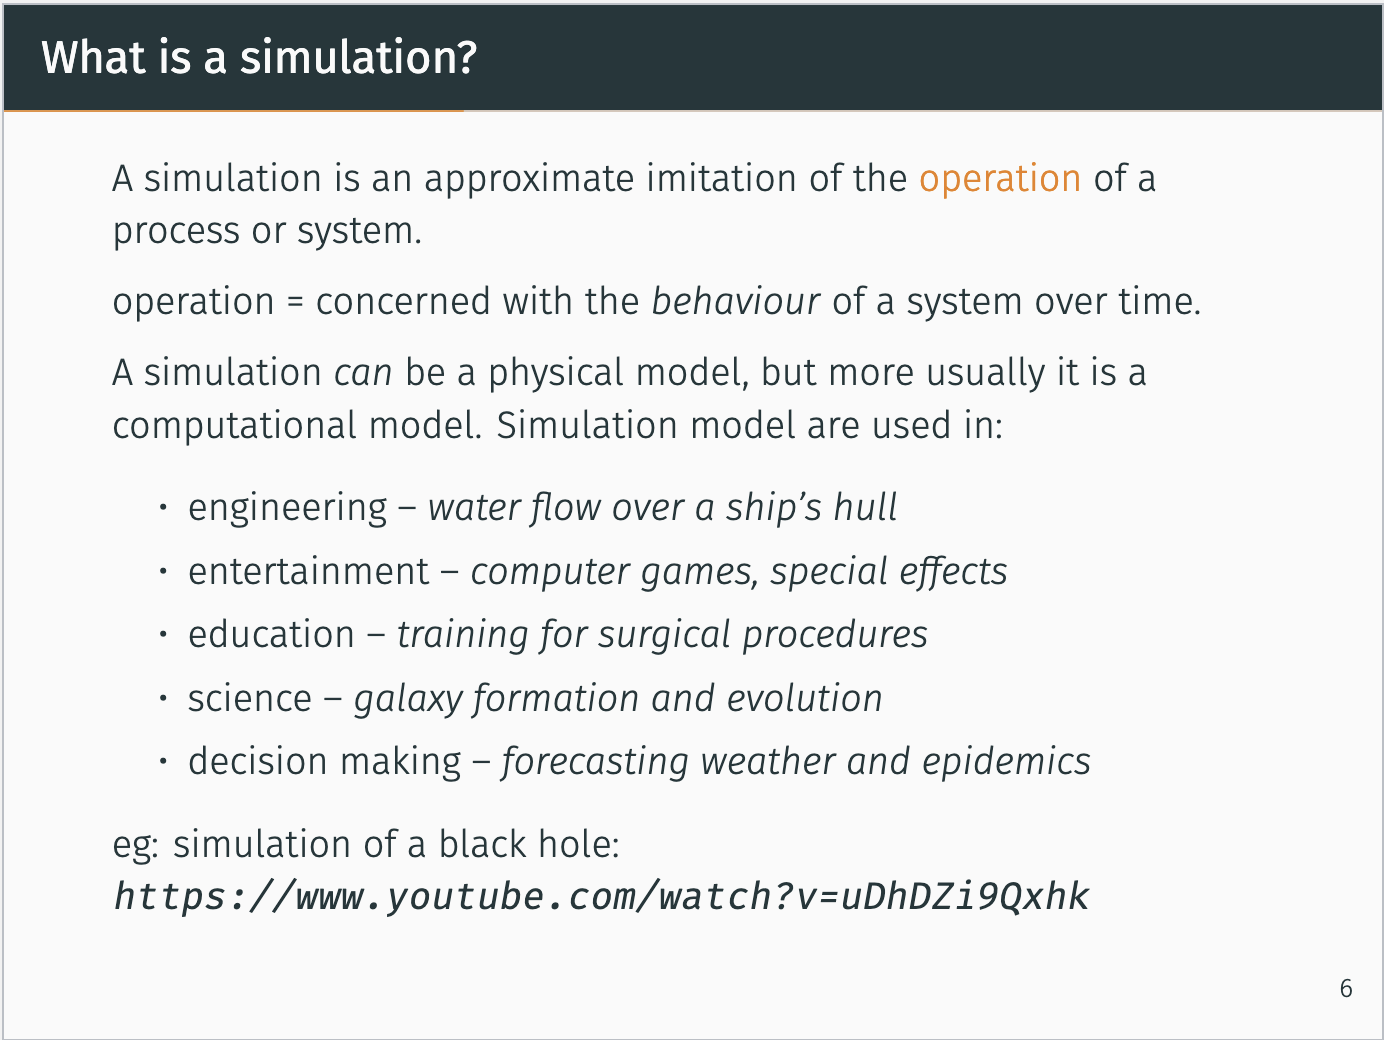 What is a simulation?
A simulation is an approximate imitation of the operation of a
process or system.
operation = concerned with the behaviour of a system over time.
A simulation can be a physical model, but more usually it is a
computational model. Simulation model are used in:
• engineering – water flow over a ship’s hull
• entertainment – computer games, special effects
• education – training for surgical procedures
• science – galaxy formation and evolution
• decision making – forecasting weather and epidemics
eg: simulation of a black hole:
https://www.youtube.com/watch?v=uDhDZi9Qxhk
6